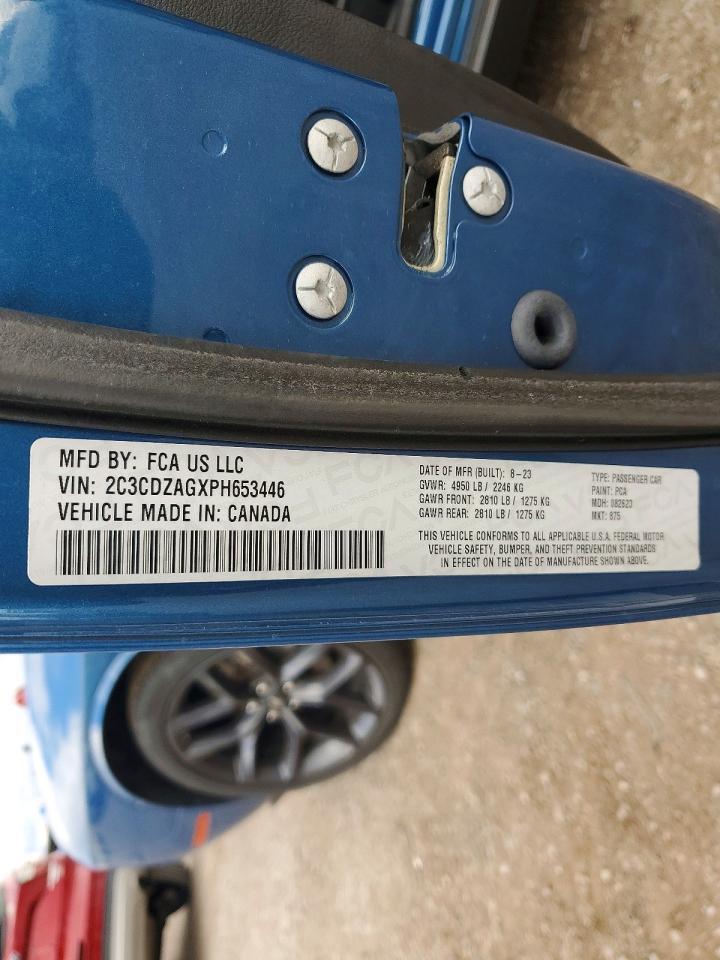 MFD BY: FCA US LLC
VIN: 2C3CDZAGXPH653446
VEHICLE MADE IN: CANADA
DATE OF MFR (BUILT): 8-23
GVWR: 4950 LB / 2246 KG
GAWR FRONT: 2810 LB / 1275 KG
GAWR REAR: 2810 LB / 1275 KG
TYPE: PASSENGER CAR
PAINT: PCA
MDH: 082523
MKT: 875
THIS VEHICLE CONFORMS TO ALL APPLICABLE U.S.A. FEDERAL MOTOR
VEHICLE SAFETY, BUMPER, AND THEFT PREVENTION STANDARDS
IN EFFECT ON THE DATE OF MANUFACTURE SHOWN ABOVE.